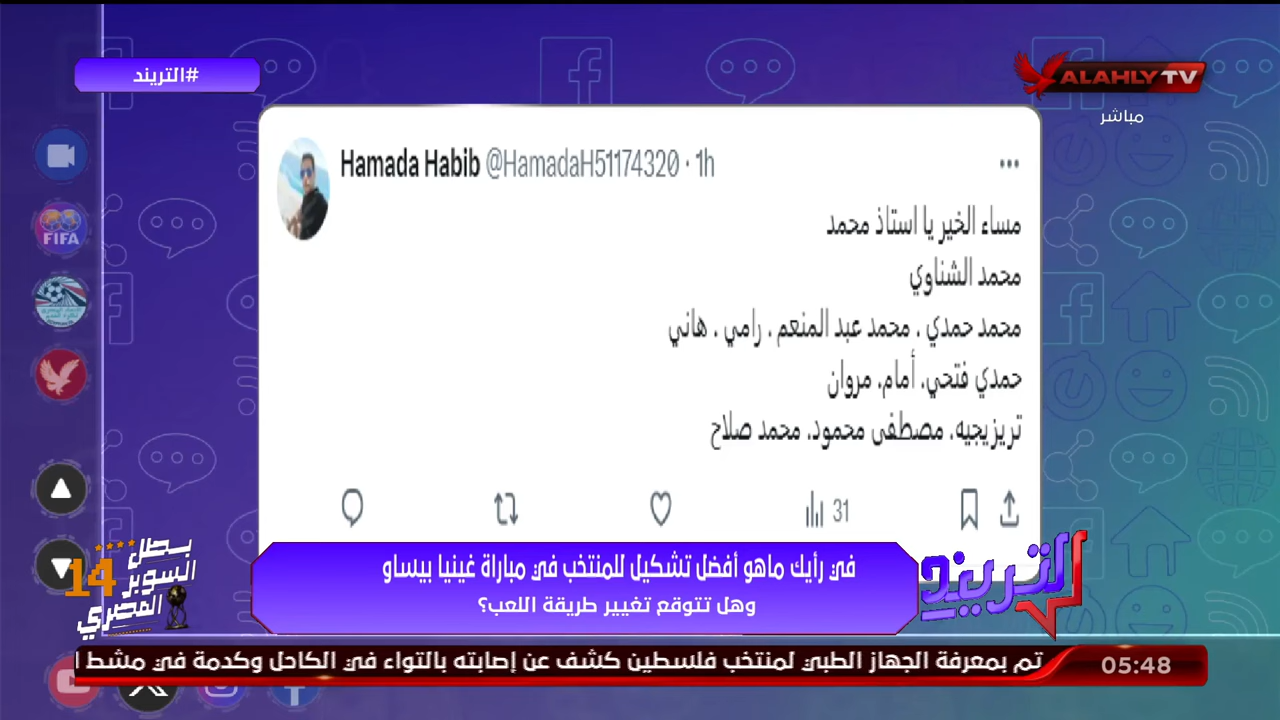 #التريند
ALAHLY TV
مباشر
Hamada Habib @HamadaH51174320 · 1h
مساء الخير يا استاذ محمد
محمد الشناوي
محمد حمدي . محمد عبد المنعم . رامي . هاني
حمدي فتحي. أمام. مروان
تريزيجيه. مصطفى محمود. محمد صلاح
31
FIFA
في رأيك ماهو أفضل تشكيل للمنتخب في مباراة غينيا بيساو
وهل تتوقع تغيير طريقة اللعب؟
التريند
بطل
السوبر 14
المصري
تم بمعرفة الجهاز الطبي لمنتخب فلسطين كشف عن إصابته بالتواء في الكاحل وكدمة في مشط ا
05:48